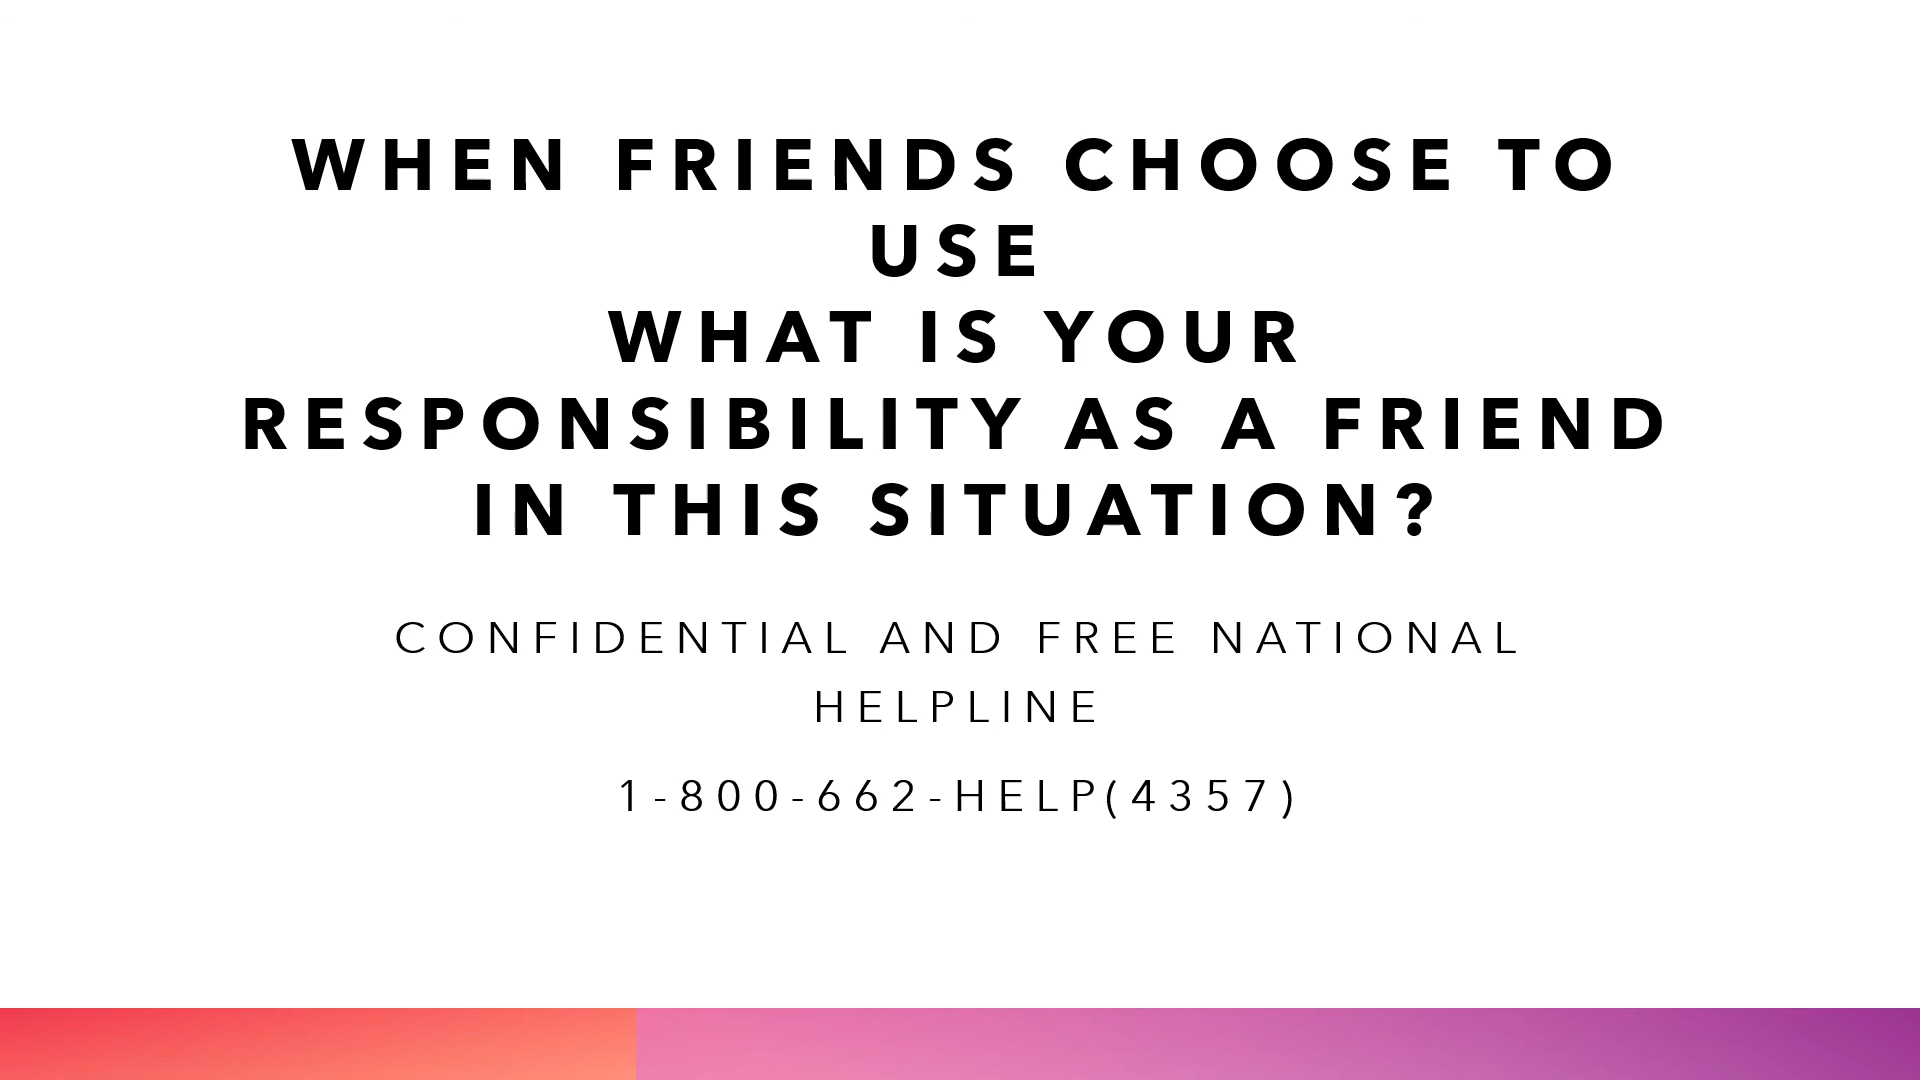 WHEN FRIENDS CHOOSE TO
USE
WHAT IS YOUR
RESPONSIBILITY AS A FRIEND
IN THIS SITUATION?
CONFIDENTIAL AND FREE NATIONAL
HELPLINE
1-800-662-HELP(4357)